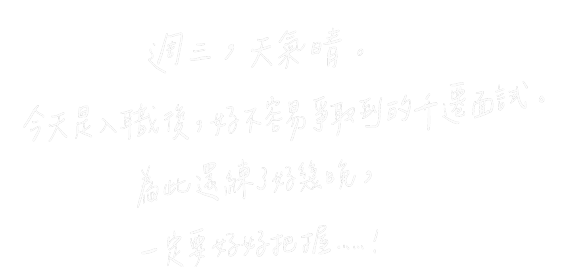 週三，天氣晴。
今天是入職後，好不容易爭取到的千還面試。
為此還練了好幾晚，
一定要好好把握……！